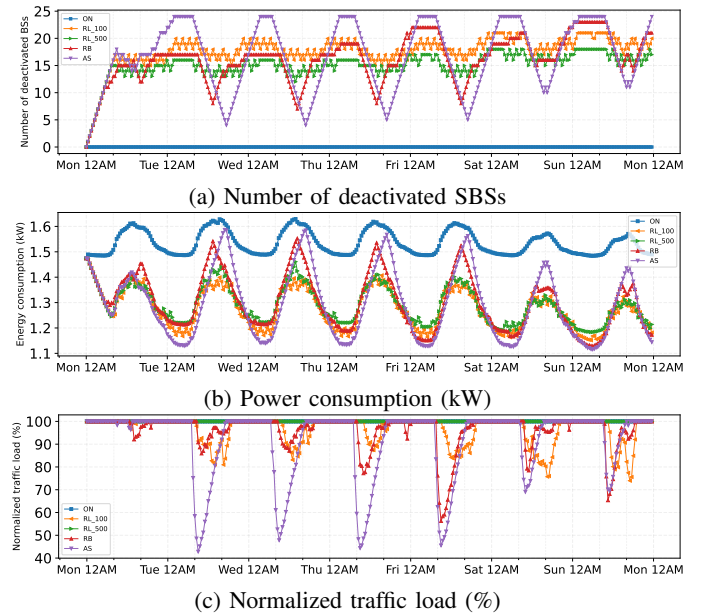 Number of deactivated BSs
25
20
15
10
5
0
ON
RL_100
RL_500
RB
AS
Mon 12AM Tue 12AM Wed 12AM Thu 12AM Fri 12AM Sat 12AM Sun 12AM Mon 12AM
(a) Number of deactivated SBSs
Energy consumption (kW)
1.6
1.5
1.4
1.3
1.2
1.1
ON
RL_100
RL_500
RB
AS
Mon 12AM Tue 12AM Wed 12AM Thu 12AM Fri 12AM Sat 12AM Sun 12AM Mon 12AM
(b) Power consumption (kW)
Normalized traffic load (%)
100
90
80
70
60
50
40
ON
RL_100
RL_500
RB
AS
Mon 12AM Tue 12AM Wed 12AM Thu 12AM Fri 12AM Sat 12AM Sun 12AM Mon 12AM
(c) Normalized traffic load (%)